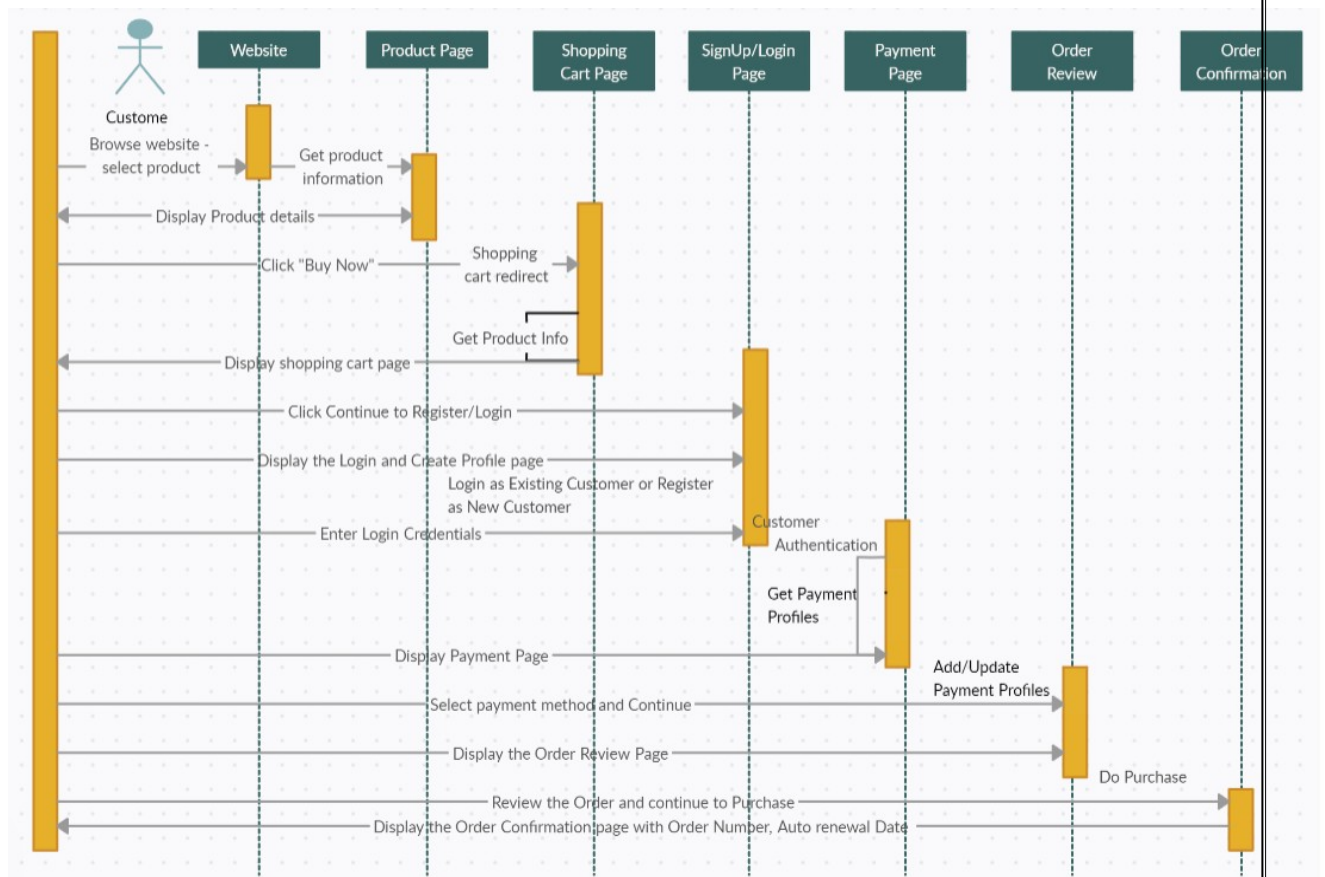 Website
Product Page
Shopping
Cart Page
SignUp/Login
Page
Payment
Page
Order
Review
Order
Confirmation
Custome
Browse website -
select product
Get product
information
Display Product details
Click "Buy Now"
Shopping
cart redirect
Get Product Info
Display shopping cart page
Click Continue to Register/Login
Display the Login and Create Profile page
Login as Existing Customer or Register
as New Customer
Enter Login Credentials
Customer
Authentication
Get Payment
Profiles
Display Payment Page
Add/Update
Payment Profiles
Select payment method and Continue
Display the Order Review Page
Do Purchase
Review the Order and continue to Purchase
Display the Order Confirmation page with Order Number, Auto renewal Date